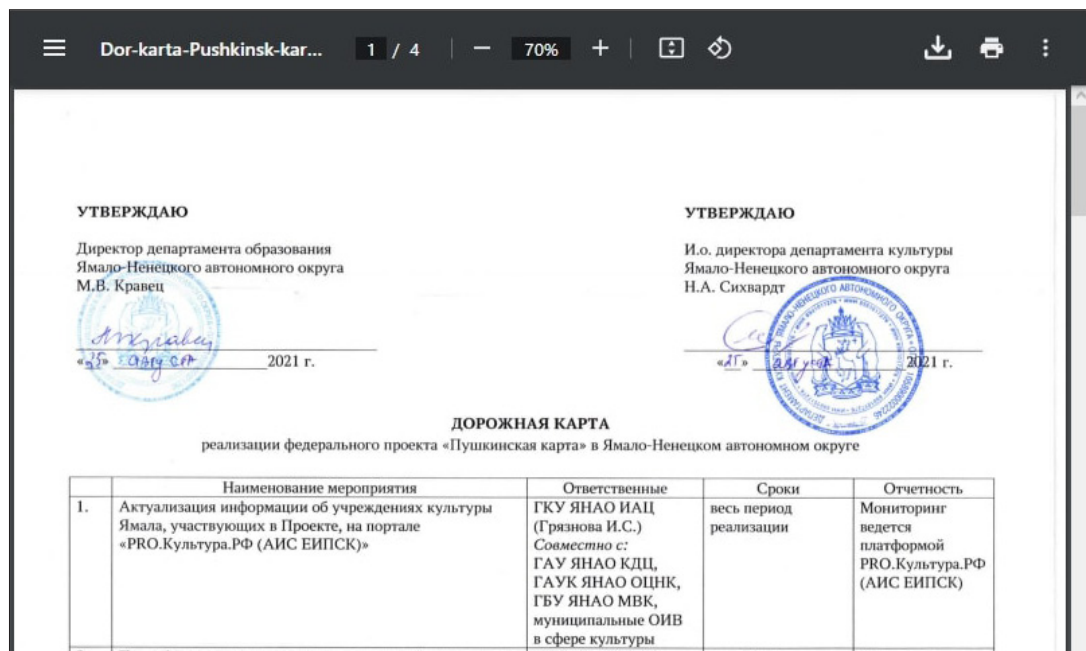 Dor-karta-Pushkinsk-kar... 1 / 4 70%
УТВЕРЖДАЮ
Директор департамента образования
Ямало-Ненецкого автономного округа
М.В. Кравец
«25» августа 2021 г.
УТВЕРЖДАЮ
И.о. директора департамента культуры
Ямало-Ненецкого автономного округа
Н.А. Сихвардт
«25» августа 2021 г.
ДОРОЖНАЯ КАРТА
реализации федерального проекта «Пушкинская карта» в Ямало-Ненецком автономном округе
Наименование мероприятия
Ответственные
Сроки
Отчетность
1.
Актуализация информации об учреждениях культуры
Ямала, участвующих в Проекте, на портале
«PRO.Культура.РФ (АИС ЕИПСК)»
ГКУ ЯНАО ИАЦ
(Грязнова И.С.)
Совместно с:
ГАУ ЯНАО КДЦ,
ГАУК ЯНАО ОЦНК,
ГБУ ЯНАО МВК,
муниципальные ОИВ
в сфере культуры
весь период
реализации
Мониторинг
ведется
платформой
PRO.Культура.РФ
(АИС ЕИПСК)